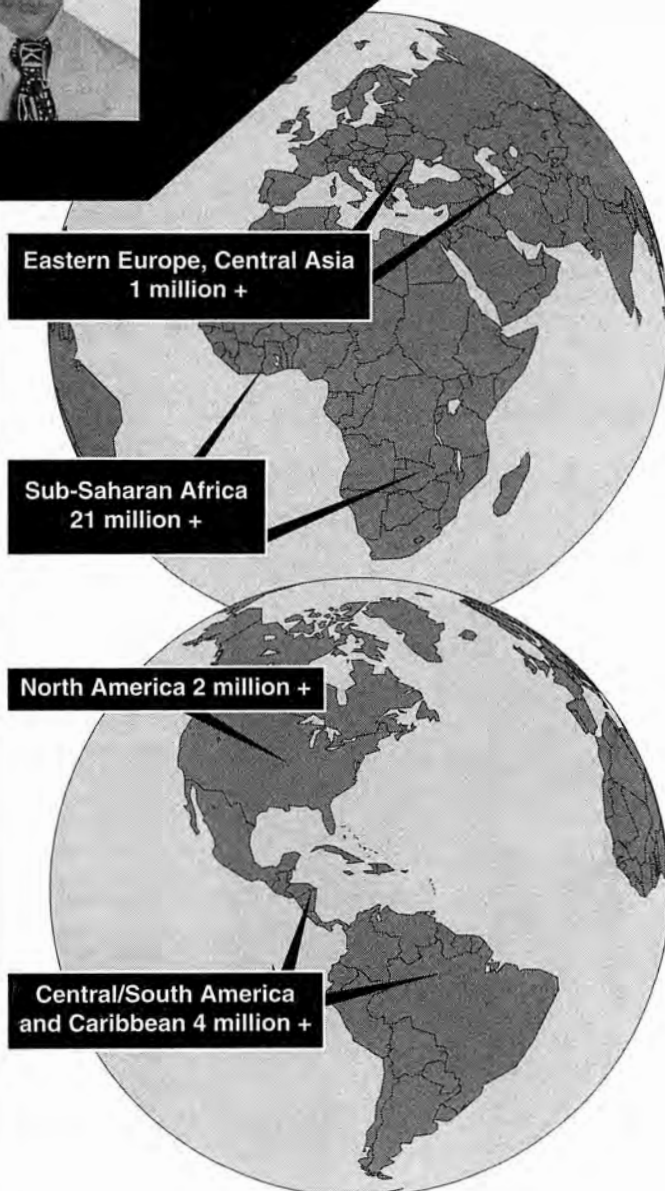 Eastern Europe, Central Asia
1 million +
Sub-Saharan Africa
21 million +
North America 2 million +
Central/South America
and Caribbean 4 million +